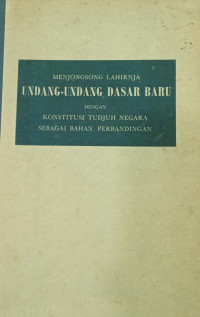 MENJONGSONG LAHIRNJA
UNDANG-UNDANG DASAR BARU
DENGAN
KONSTITUSI TUDJUH NEGARA
SEBAGAI BAHAN PERBANDINGAN